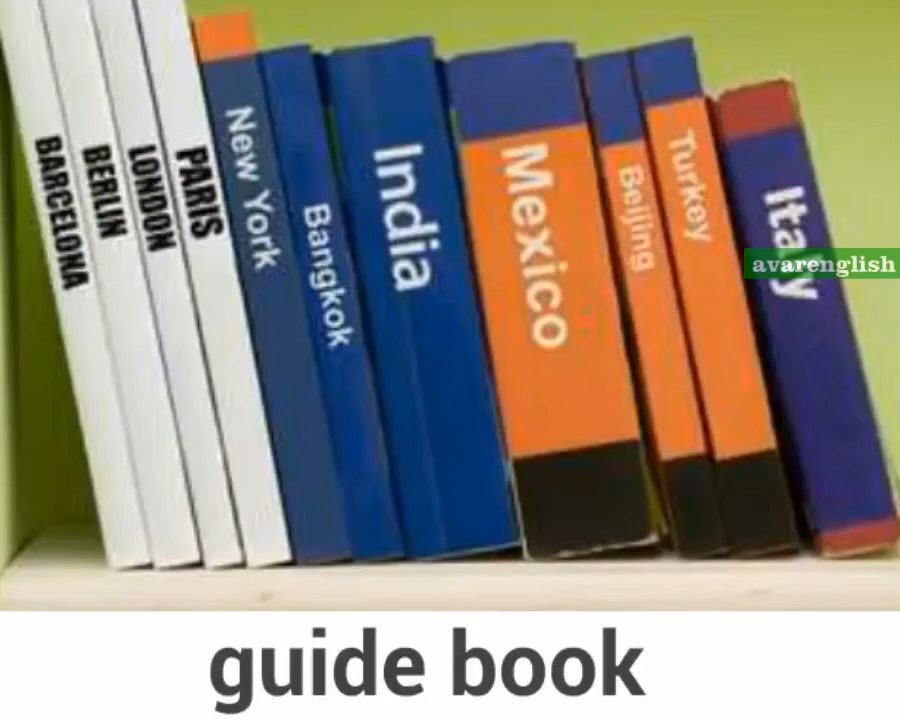 BARCELONA
BERLIN
LONDON
PARIS
New York
Bangkok
India
Mexico
Beijing
Turkey
Italy
avarenglish
guide book